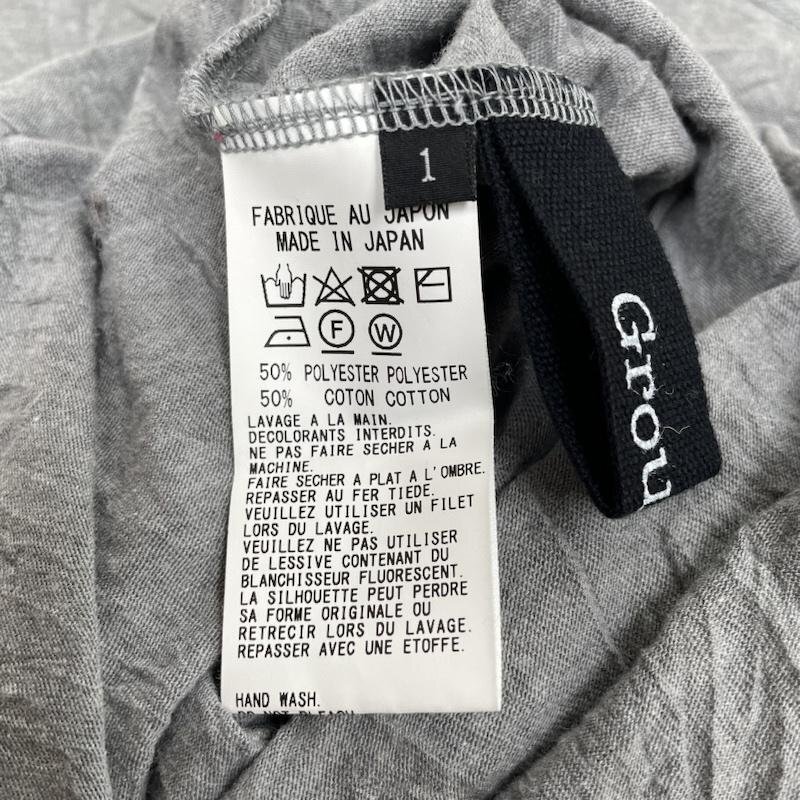 1
FABRIQUE AU JAPON
MADE IN JAPAN
F
W
50% POLYESTER POLYESTER
50% COTON COTTON
LAVAGE A LA MAIN.
DECOLORANTS INTERDITS.
NE PAS FAIRE SECHER A LA
MACHINE.
FAIRE SECHER A PLAT A L'OMBRE.
REPASSER AU FER TIEDE.
VEUILLEZ UTILISER UN FILET
LORS DU LAVAGE.
VEUILLEZ NE PAS UTILISER
DE LESSIVE CONTENANT DU
BLANCHISSEUR FLUORESCENT.
LA SILHOUETTE PEUT PERDRE
SA FORME ORIGINALE OU
RETRECIR LORS DU LAVAGE.
REPASSER AVEC UNE ETOFFE.
HAND WASH.
DO NOT BLEACH
Grou